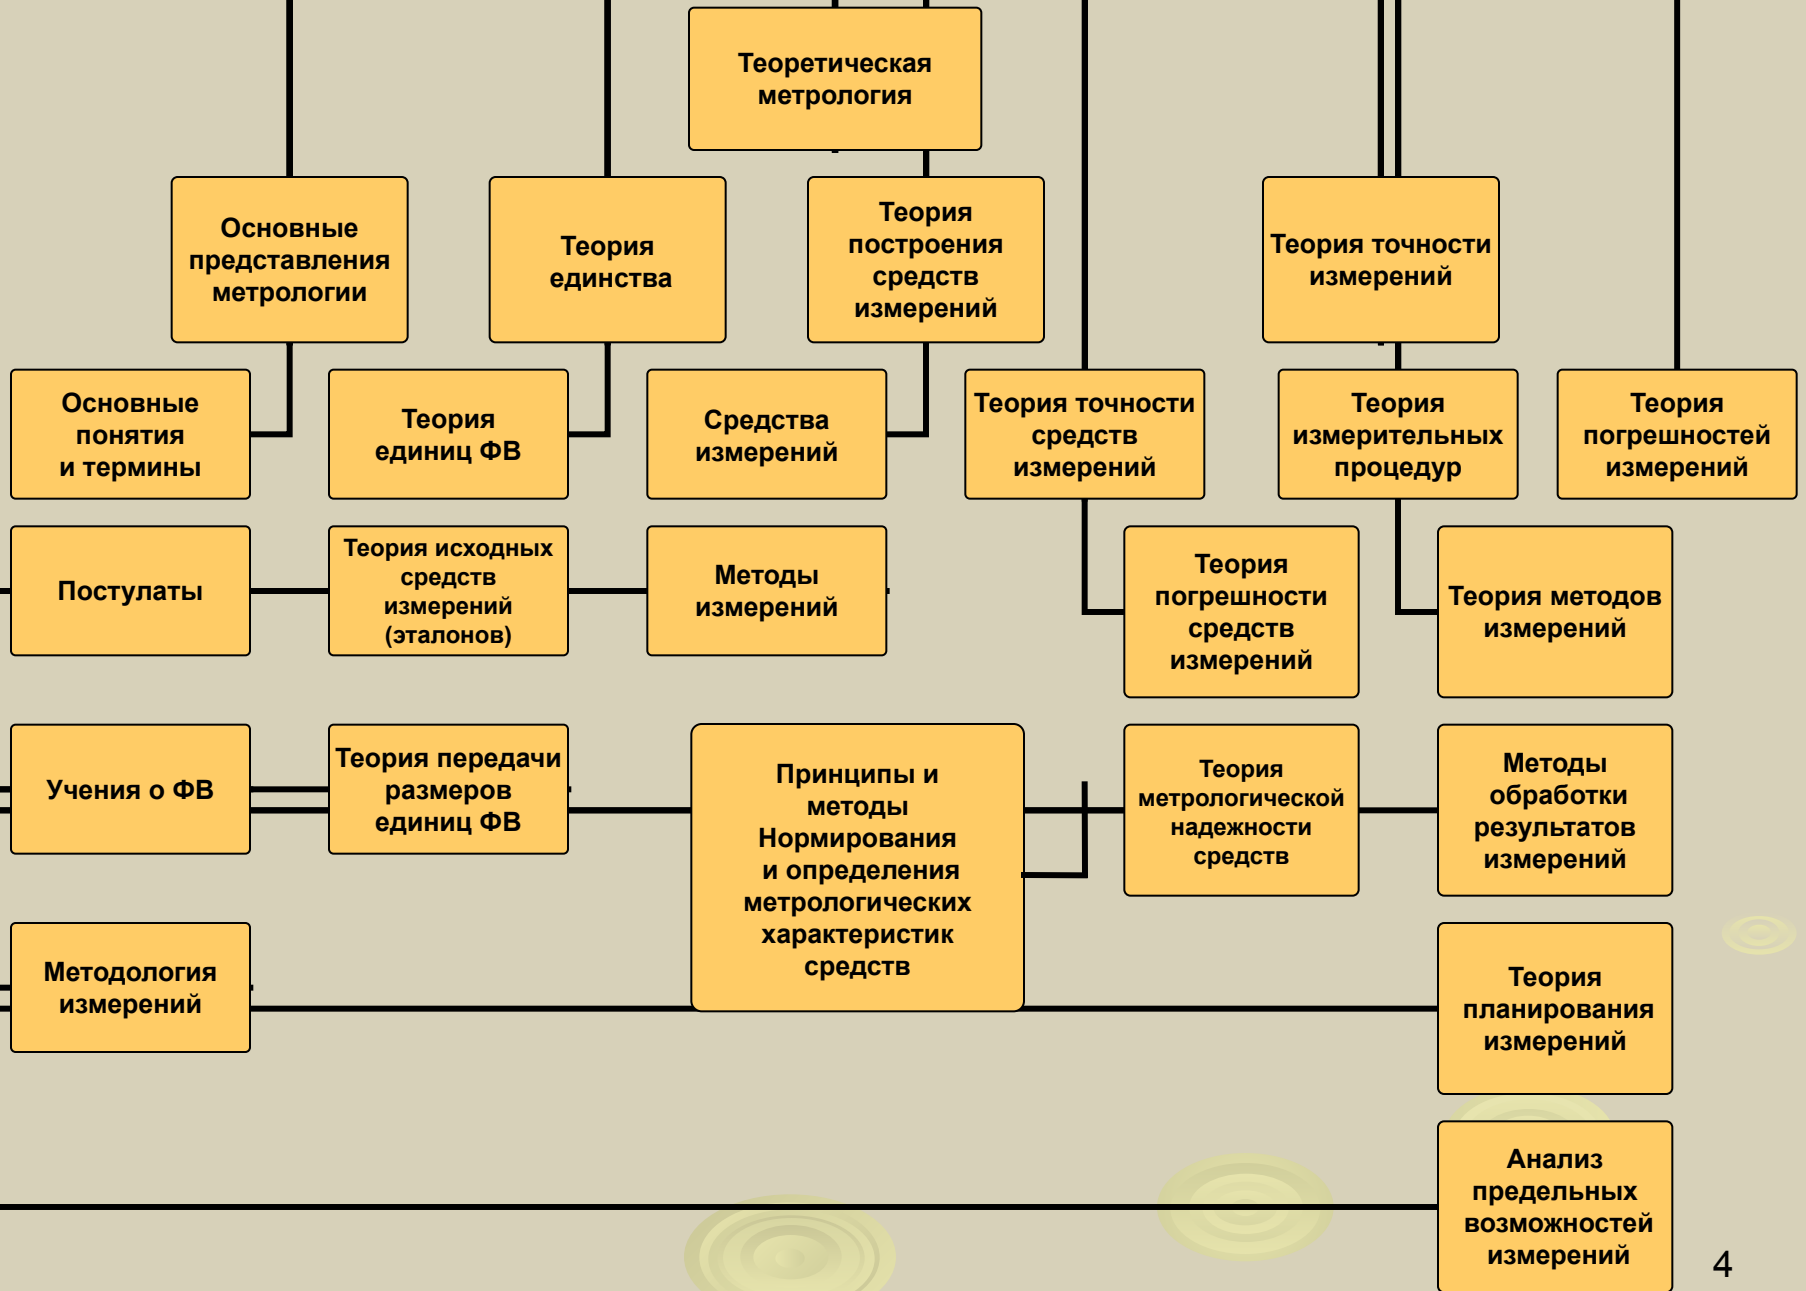 Теоретическая
метрология
Основные
представления
метрологии
Теория
единства
Теория
построения
средств
измерений
Теория точности
измерений
Основные
понятия
и термины
Теория
единиц ФВ
Средства
измерений
Теория точности
средств
измерений
Теория
измерительных
процедур
Теория
погрешностей
измерений
Постулаты
Теория исходных
средств
измерений
(эталонов)
Методы
измерений
Теория
погрешности
средств
измерений
Теория методов
измерений
Учения о ФВ
Теория передачи
размеров
единиц ФВ
Принципы и
методы
Нормирования
и определения
метрологических
характеристик
средств
Теория
метрологической
надежности
средств
Методы
обработки
результатов
измерений
Методология
измерений
Теория
планирования
измерений
Анализ
предельных
возможностей
измерений
4